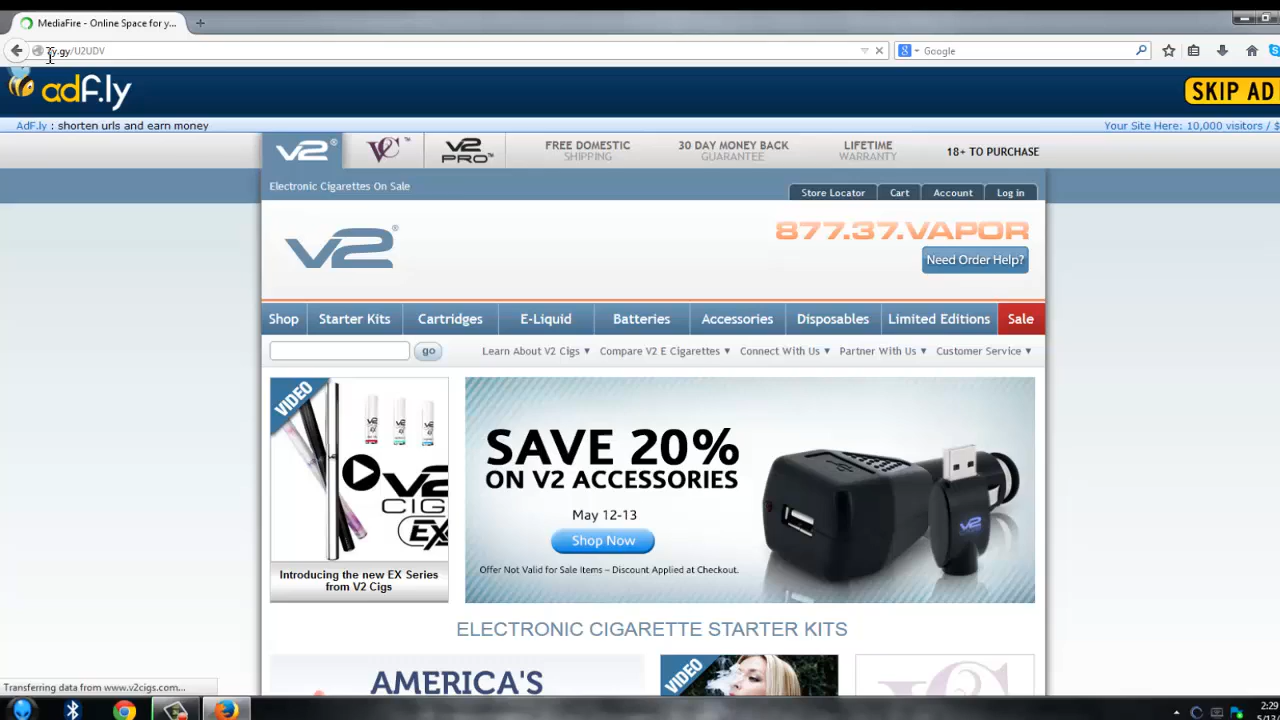 MediaFire - Online Space for y...
/U2UDV
Google
adf.ly
SKIP AD
AdF.ly : shorten urls and earn money
Your Site Here: 10,000 visitors / $
V2®
VC™
V2 PRO™
FREE DOMESTIC
SHIPPING
30 DAY MONEY BACK
GUARANTEE
LIFETIME
WARRANTY
18+ TO PURCHASE
Electronic Cigarettes On Sale
Store Locator
Cart
Account
Log in
V2®
877.37.VAPOR
Need Order Help?
Shop
Starter Kits
Cartridges
E-Liquid
Batteries
Accessories
Disposables
Limited Editions
Sale
go
Learn About V2 Cigs
Compare V2 E Cigarettes
Connect With Us
Partner With Us
Customer Service
VIDEO
V2
CIG
EX
Introducing the new EX Series
from V2 Cigs
SAVE 20%
ON V2 ACCESSORIES
May 12-13
Shop Now
Offer Not Valid for Sale Items – Discount Applied at Checkout.
V2
ELECTRONIC CIGARETTE STARTER KITS
AMERICA'S
VIDEO
Transferring data from www.v2cigs.com...
2:29